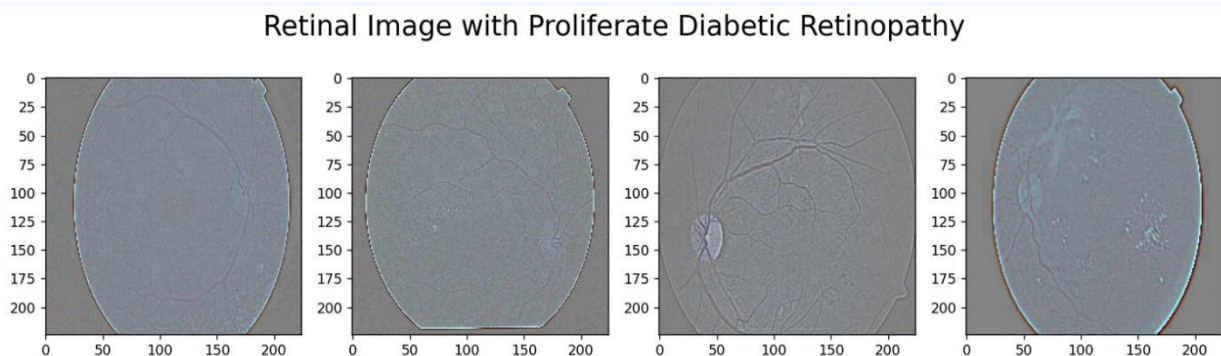 Retinal Image with Proliferate Diabetic Retinopathy
0 0 0 0
25 25 25 25
50 50 50 50
75 75 75 75
100 100 100 100
125 125 125 125
150 150 150 150
175 175 175 175
200 200 200 200
0 50 100 150 200 0 50 100 150 200 0 50 100 150 200 0 50 100 150 200